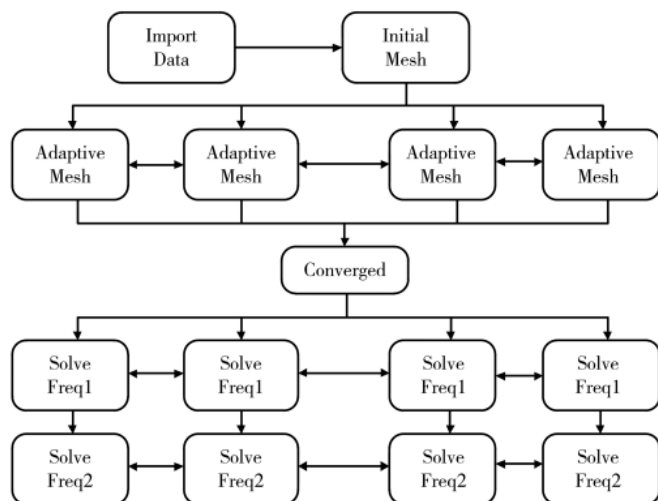 Import
Data
Initial
Mesh
Adaptive
Mesh
Adaptive
Mesh
Adaptive
Mesh
Adaptive
Mesh
Converged
Solve
Freq1
Solve
Freq1
Solve
Freq1
Solve
Freq1
Solve
Freq2
Solve
Freq2
Solve
Freq2
Solve
Freq2